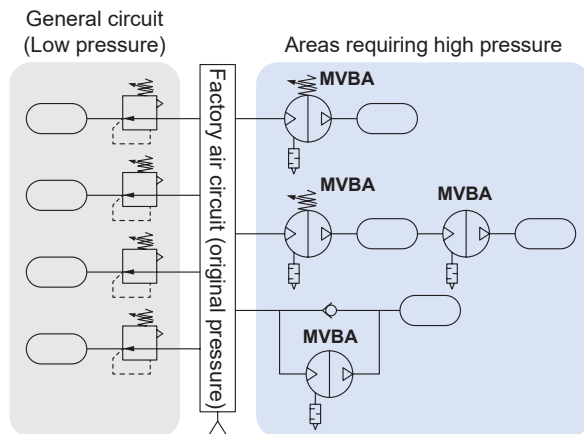 General circuit
(Low pressure)
Areas requiring high pressure
Factory air circuit (original pressure)
MVBA
MVBA
MVBA
MVBA